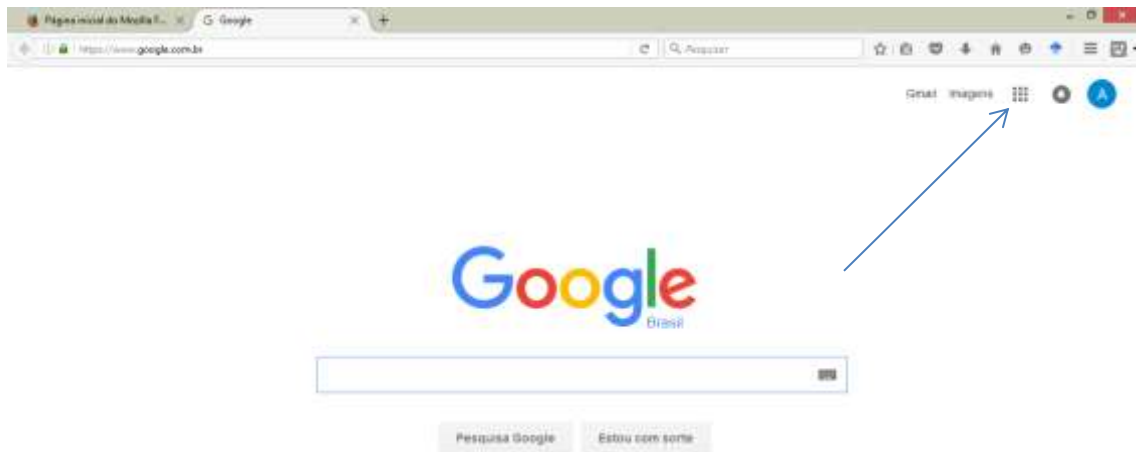 Página inicial do Mozilla F... G Google
https://www.google.com.br Pesquisar
Gmail Imagens A
Google
Brasil
Pesquisa Google Estou com sorte